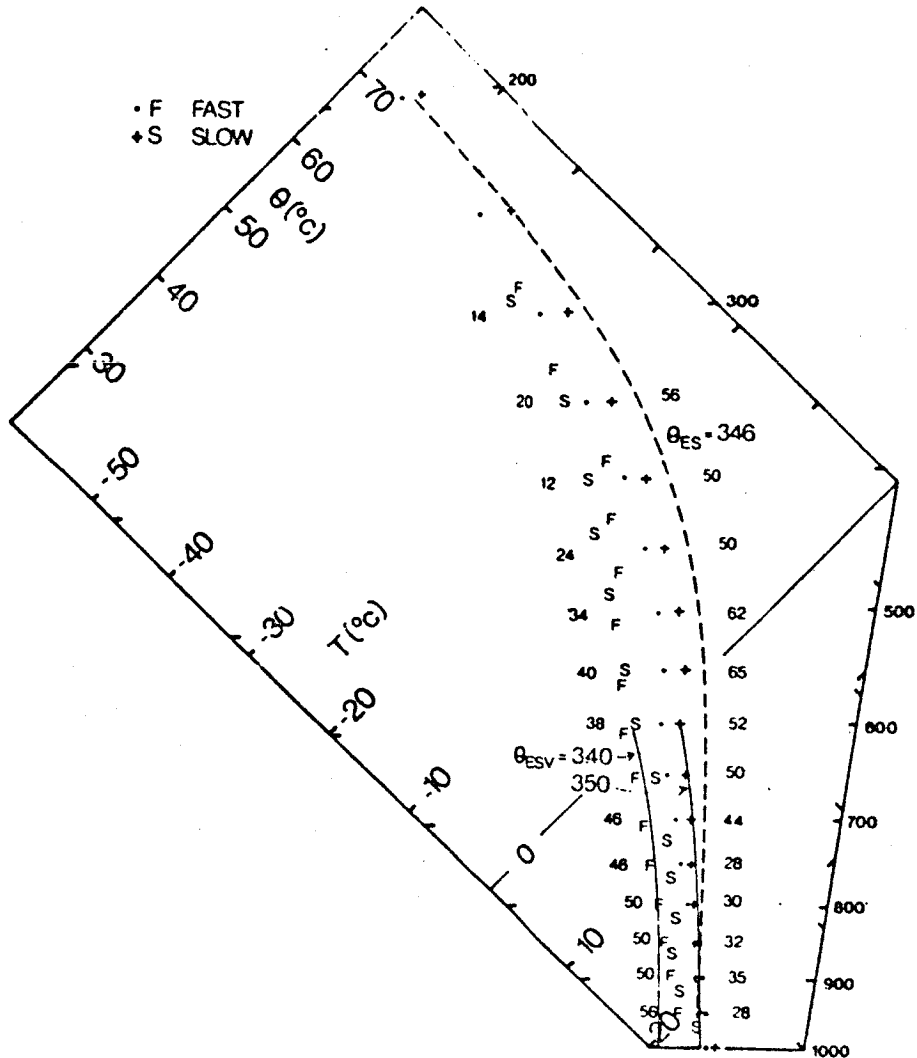 · F FAST
+ S SLOW
200
70
60
θ(°C)
50
40
30
300
F
S
14
F
20 S
56
θES = 346
F
12 S
50
F
S
24
50
F
S
34
F
62
-50
-40
-30
T(°C)
-20
-10
0
10
20
500
40 S
F
65
38 S
F
52
600
θESV = 340
350
F S
50
46 F
S
44
700
46 F
S
28
50 F
S
30
800
50 F
S
32
50 F
S
35
900
56 F
S
28
1000